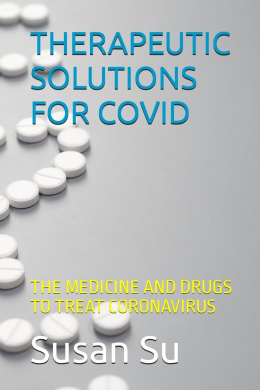 THERAPEUTIC
SOLUTIONS
FOR COVID
THE MEDICINE AND DRUGS
TO TREAT CORONAVIRUS
Susan Su